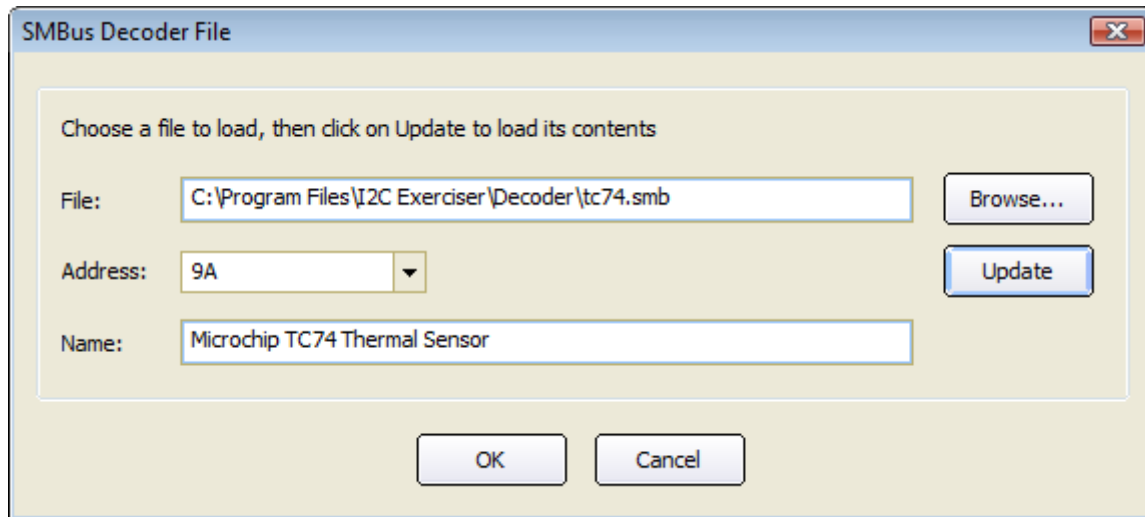 SMBus Decoder File
Choose a file to load, then click on Update to load its contents
File: C:\Program Files\I2C Exerciser\Decoder\tc74.smb Browse...
Address: 9A Update
Name: Microchip TC74 Thermal Sensor
OK Cancel